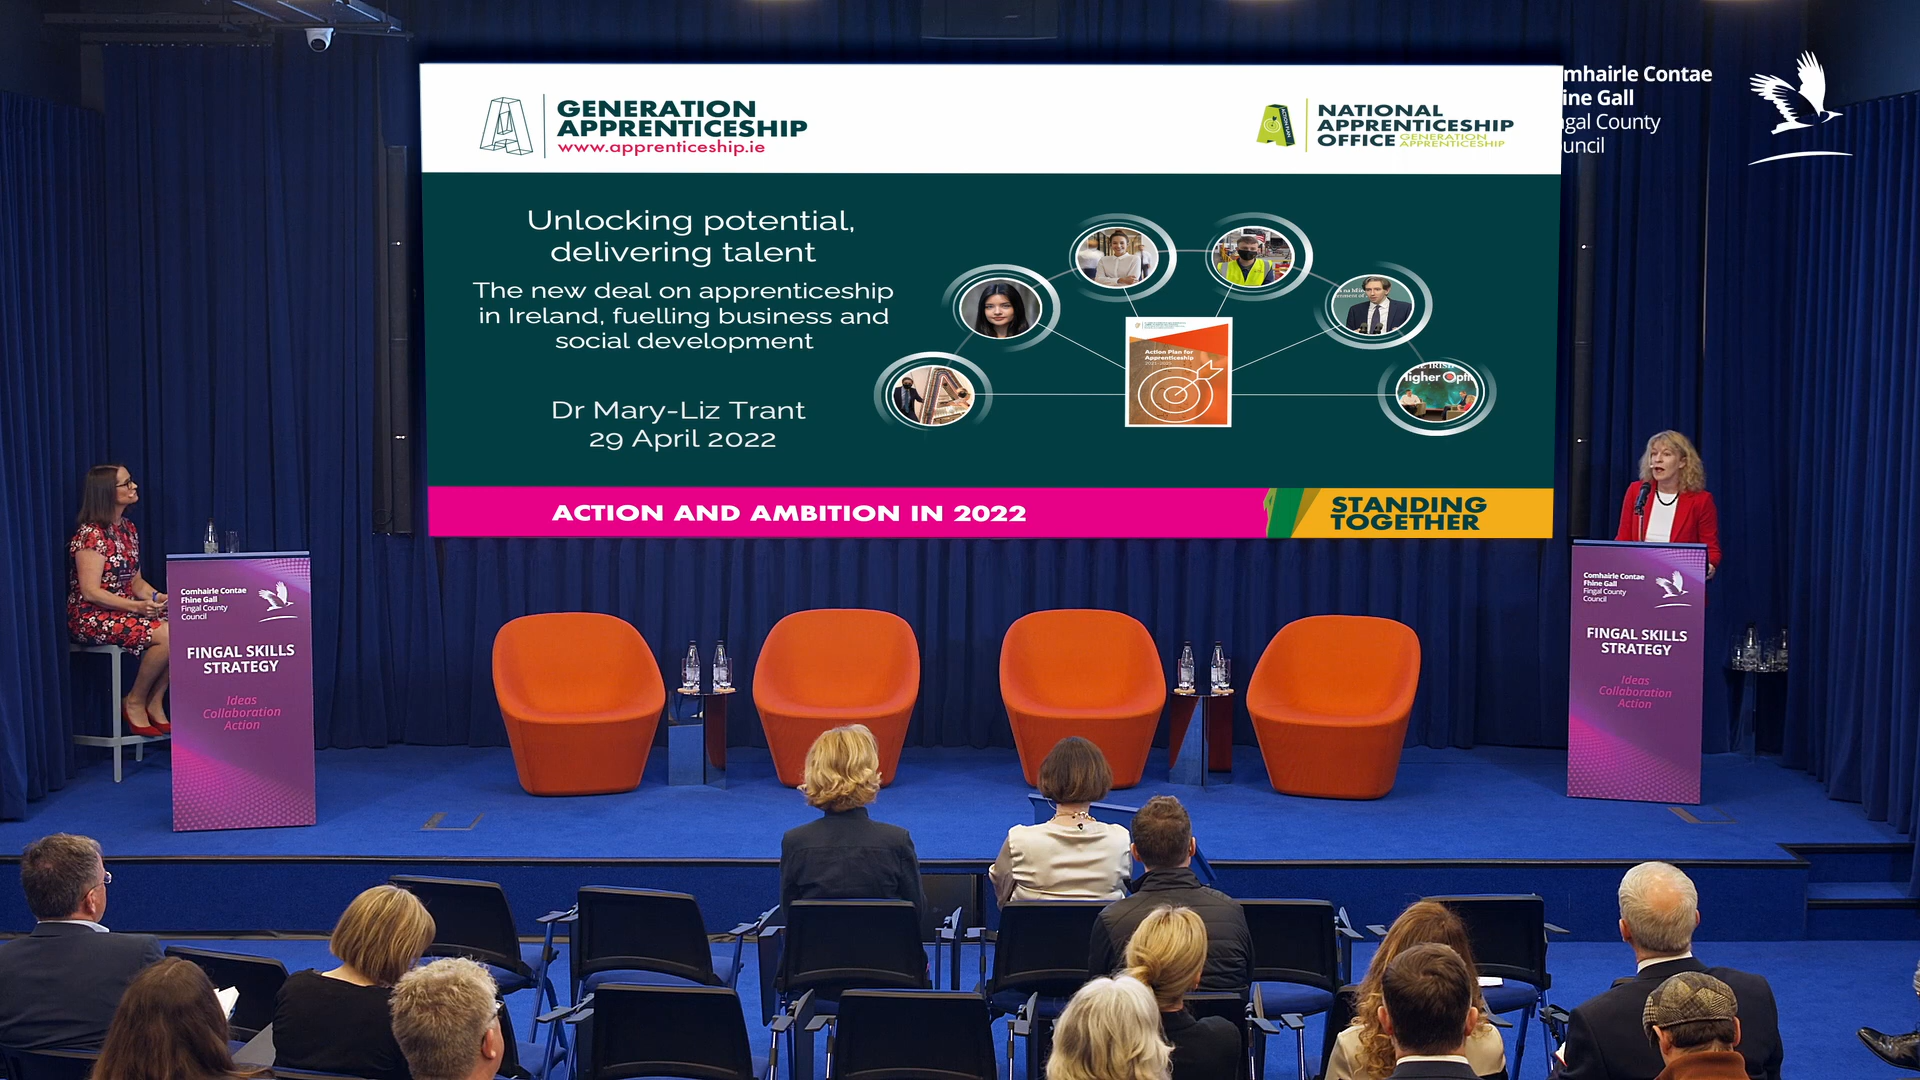 GENERATION
APPRENTICESHIP
www.apprenticeship.ie
NATIONAL
APPRENTICESHIP
OFFICE GENERATION
APPRENTICESHIP
mhairle Contae
ine Gall
ngal County
uncil
Unlocking potential,
delivering talent
The new deal on apprenticeship
in Ireland, fuelling business and
social development
Dr Mary-Liz Trant
29 April 2022
Action Plan for
Apprenticeship
ACTION AND AMBITION IN 2022
STANDING
TOGETHER
Comhairle Contae
Fhine Gall
Fingal County
Council
FINGAL SKILLS
STRATEGY
Ideas
Collaboration
Action
Comhairle Contae
Fhine Gall
Fingal County
Council
FINGAL SKILLS
STRATEGY
Ideas
Collaboration
Action